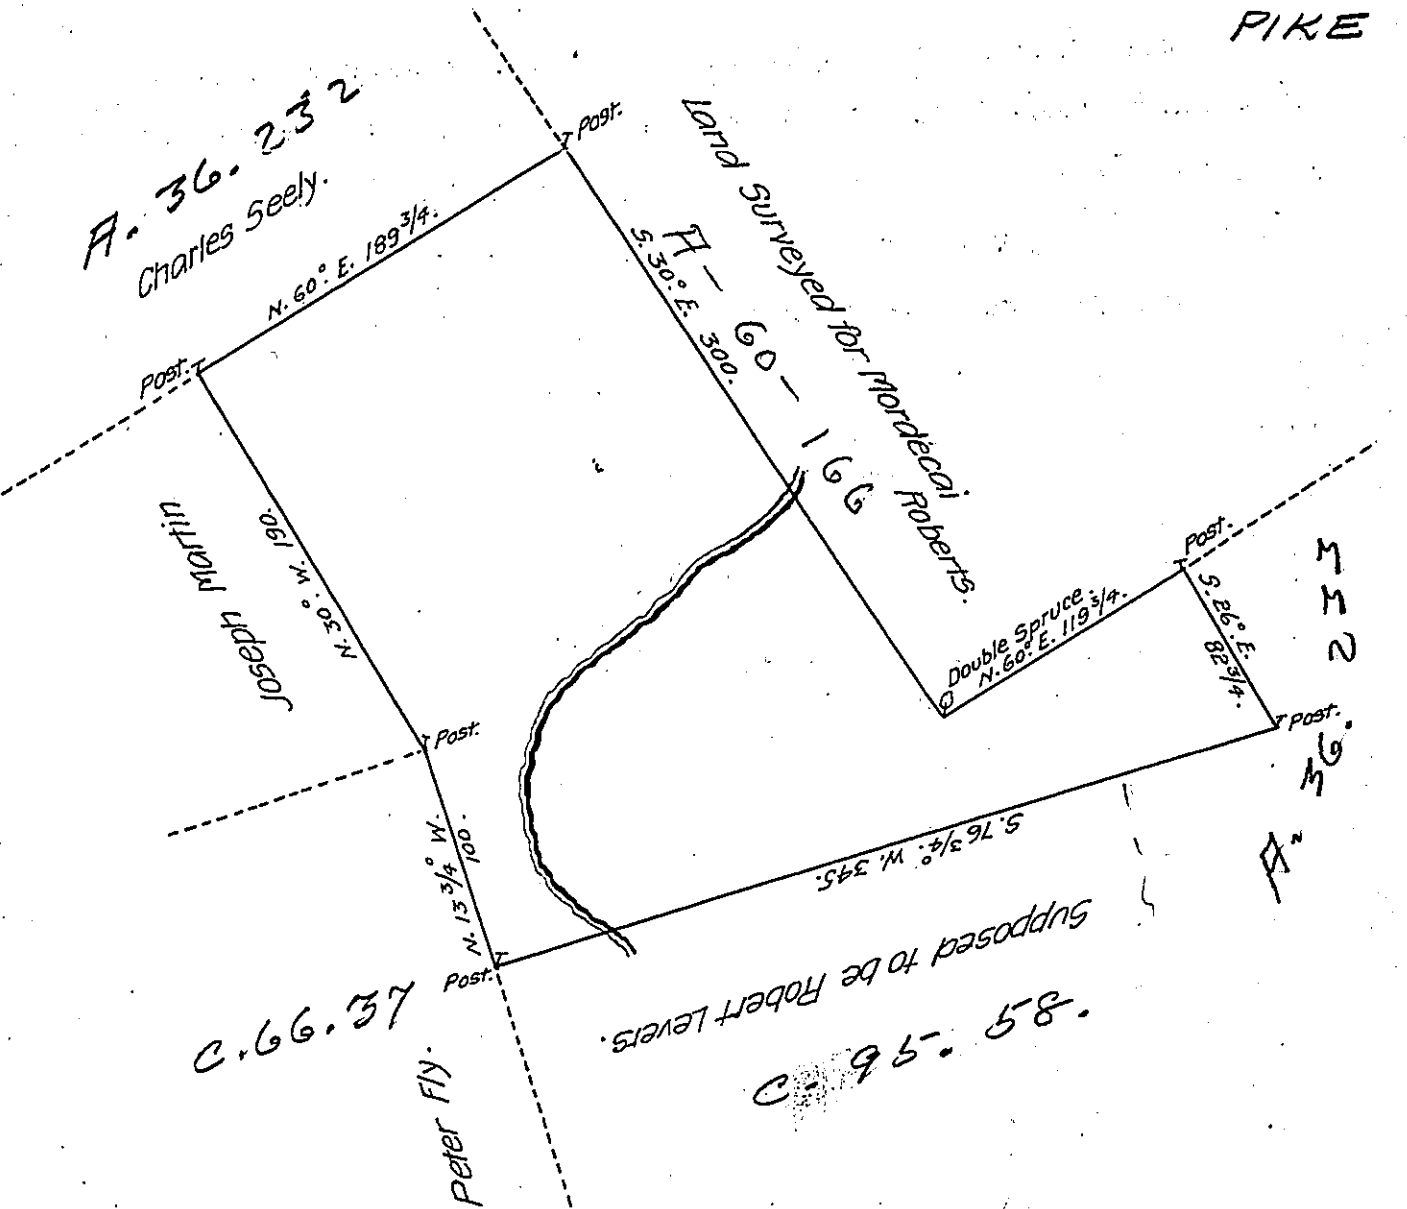 PIKE
A. 36. 232
Charles Seely.
Post.
N. 60°. E. 189 3/4.
Post.
Land Surveyed for Mordecai
Roberts.
A - 60 - 166
S. 30°. E. 300.
Joseph Martin
N. 30°. W. 190.
Post.
Double Spruce.
N. 60°. E. 119 3/4.
Post.
S. 26°. E.
82 3/4.
Post.
A" 36. 233
N. 13 3/4° W.
100.
S. 76 3/4°. W. 345.
Post.
Supposed to be Robert Levers.
C. 66. 37
C - 95. 58.
Peter Fly.